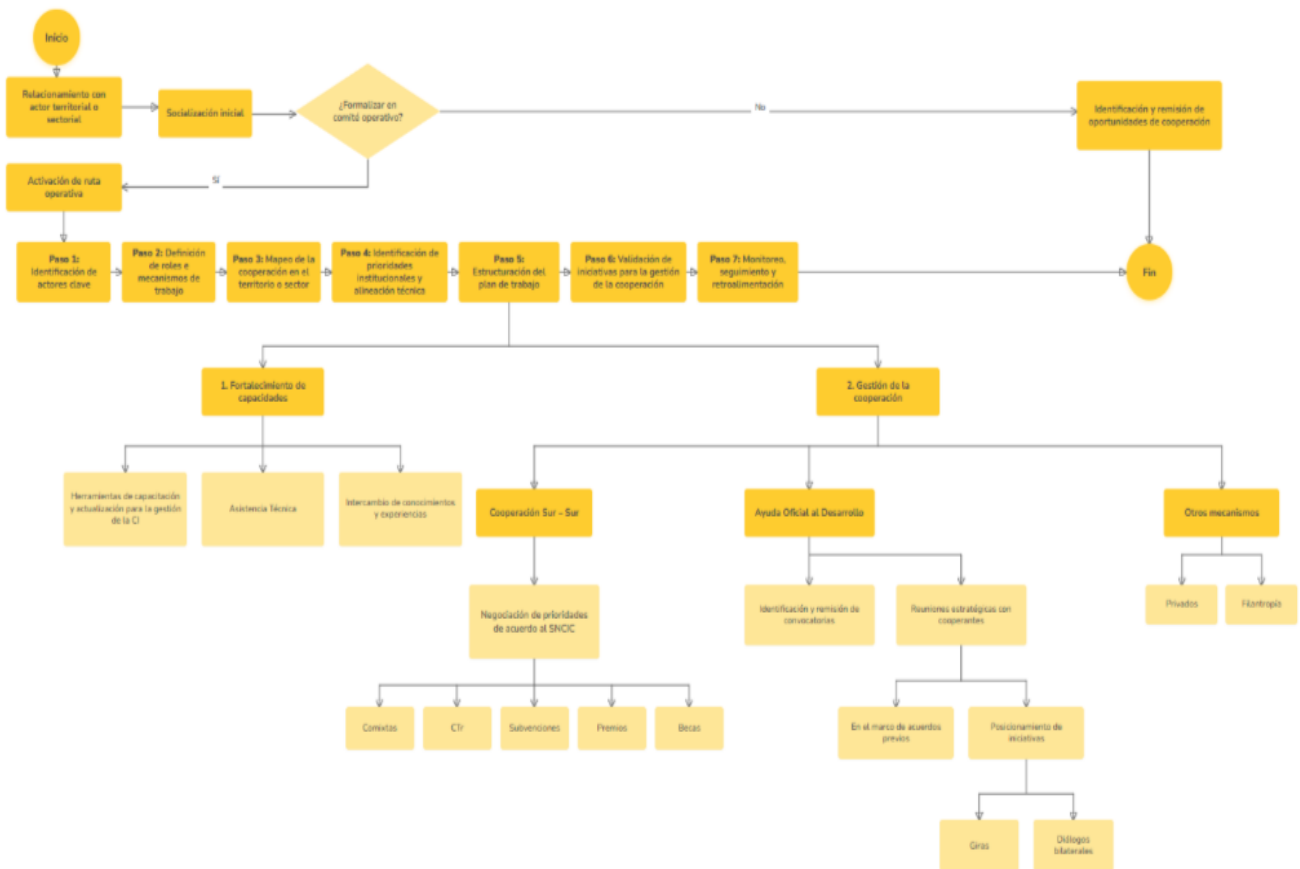 Inicio
Relacionamiento con
actor territorial o
sectorial
Socialización inicial
¿Formalizar en
comité operativo?
No
Identificación y remisión de
oportunidades de cooperación
Activación de ruta
operativa
Sí
Paso 1:
Identificación de
actores clave
Paso 2: Definición
de roles e
mecanismos de
trabajo
Paso 3: Mapeo de la
cooperación en el
territorio o sector
Paso 4: Identificación de
prioridades
institucionales y
alineación técnica
Paso 5:
Estructuración del
plan de trabajo
Paso 6: Validación de
iniciativas para la gestión
de la cooperación
Paso 7: Monitoreo,
seguimiento y
retroalimentación
Fin
1. Fortalecimiento de
capacidades
2. Gestión de la
cooperación
Herramientas de capacitación
y actualización para la gestión
de la CI
Asistencia Técnica
Intercambio de conocimientos
y experiencias
Cooperación Sur – Sur
Ayuda Oficial al Desarrollo
Otros mecanismos
Negociación de prioridades
de acuerdo al SNCIC
Identificación y remisión de
convocatorias
Reuniones estratégicas con
cooperantes
Privados
Filantropía
Comixtas
CTr
Subvenciones
Premios
Becas
En el marco de acuerdos
previos
Posicionamiento de
iniciativas
Giras
Diálogos
bilaterales